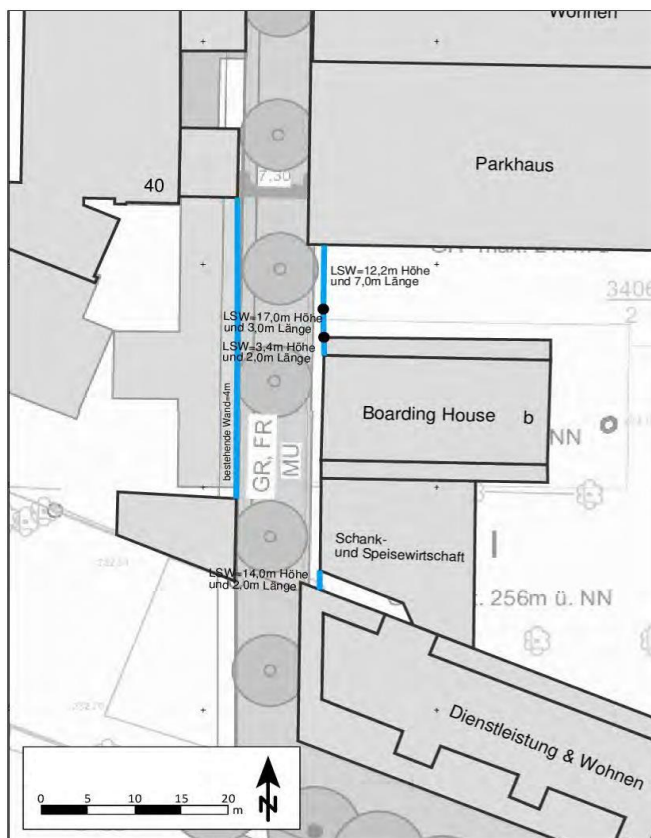 Wohnen
Parkhaus
7,30
40
LSW=12,2m Höhe
und 7,0m Länge
3406
2
LSW=17,0m Höhe
und 3,0m Länge
LSW=3,4m Höhe
und 2,0m Länge
bestehende Wand=4m
GR, FR
MU
Boarding House
b
NN
Schank-
und Speisewirtschaft
I
256m ü. NN
LSW=14,0m Höhe
und 2,0m Länge
Dienstleistung & Wohnen
0 5 10 15 20
m
N